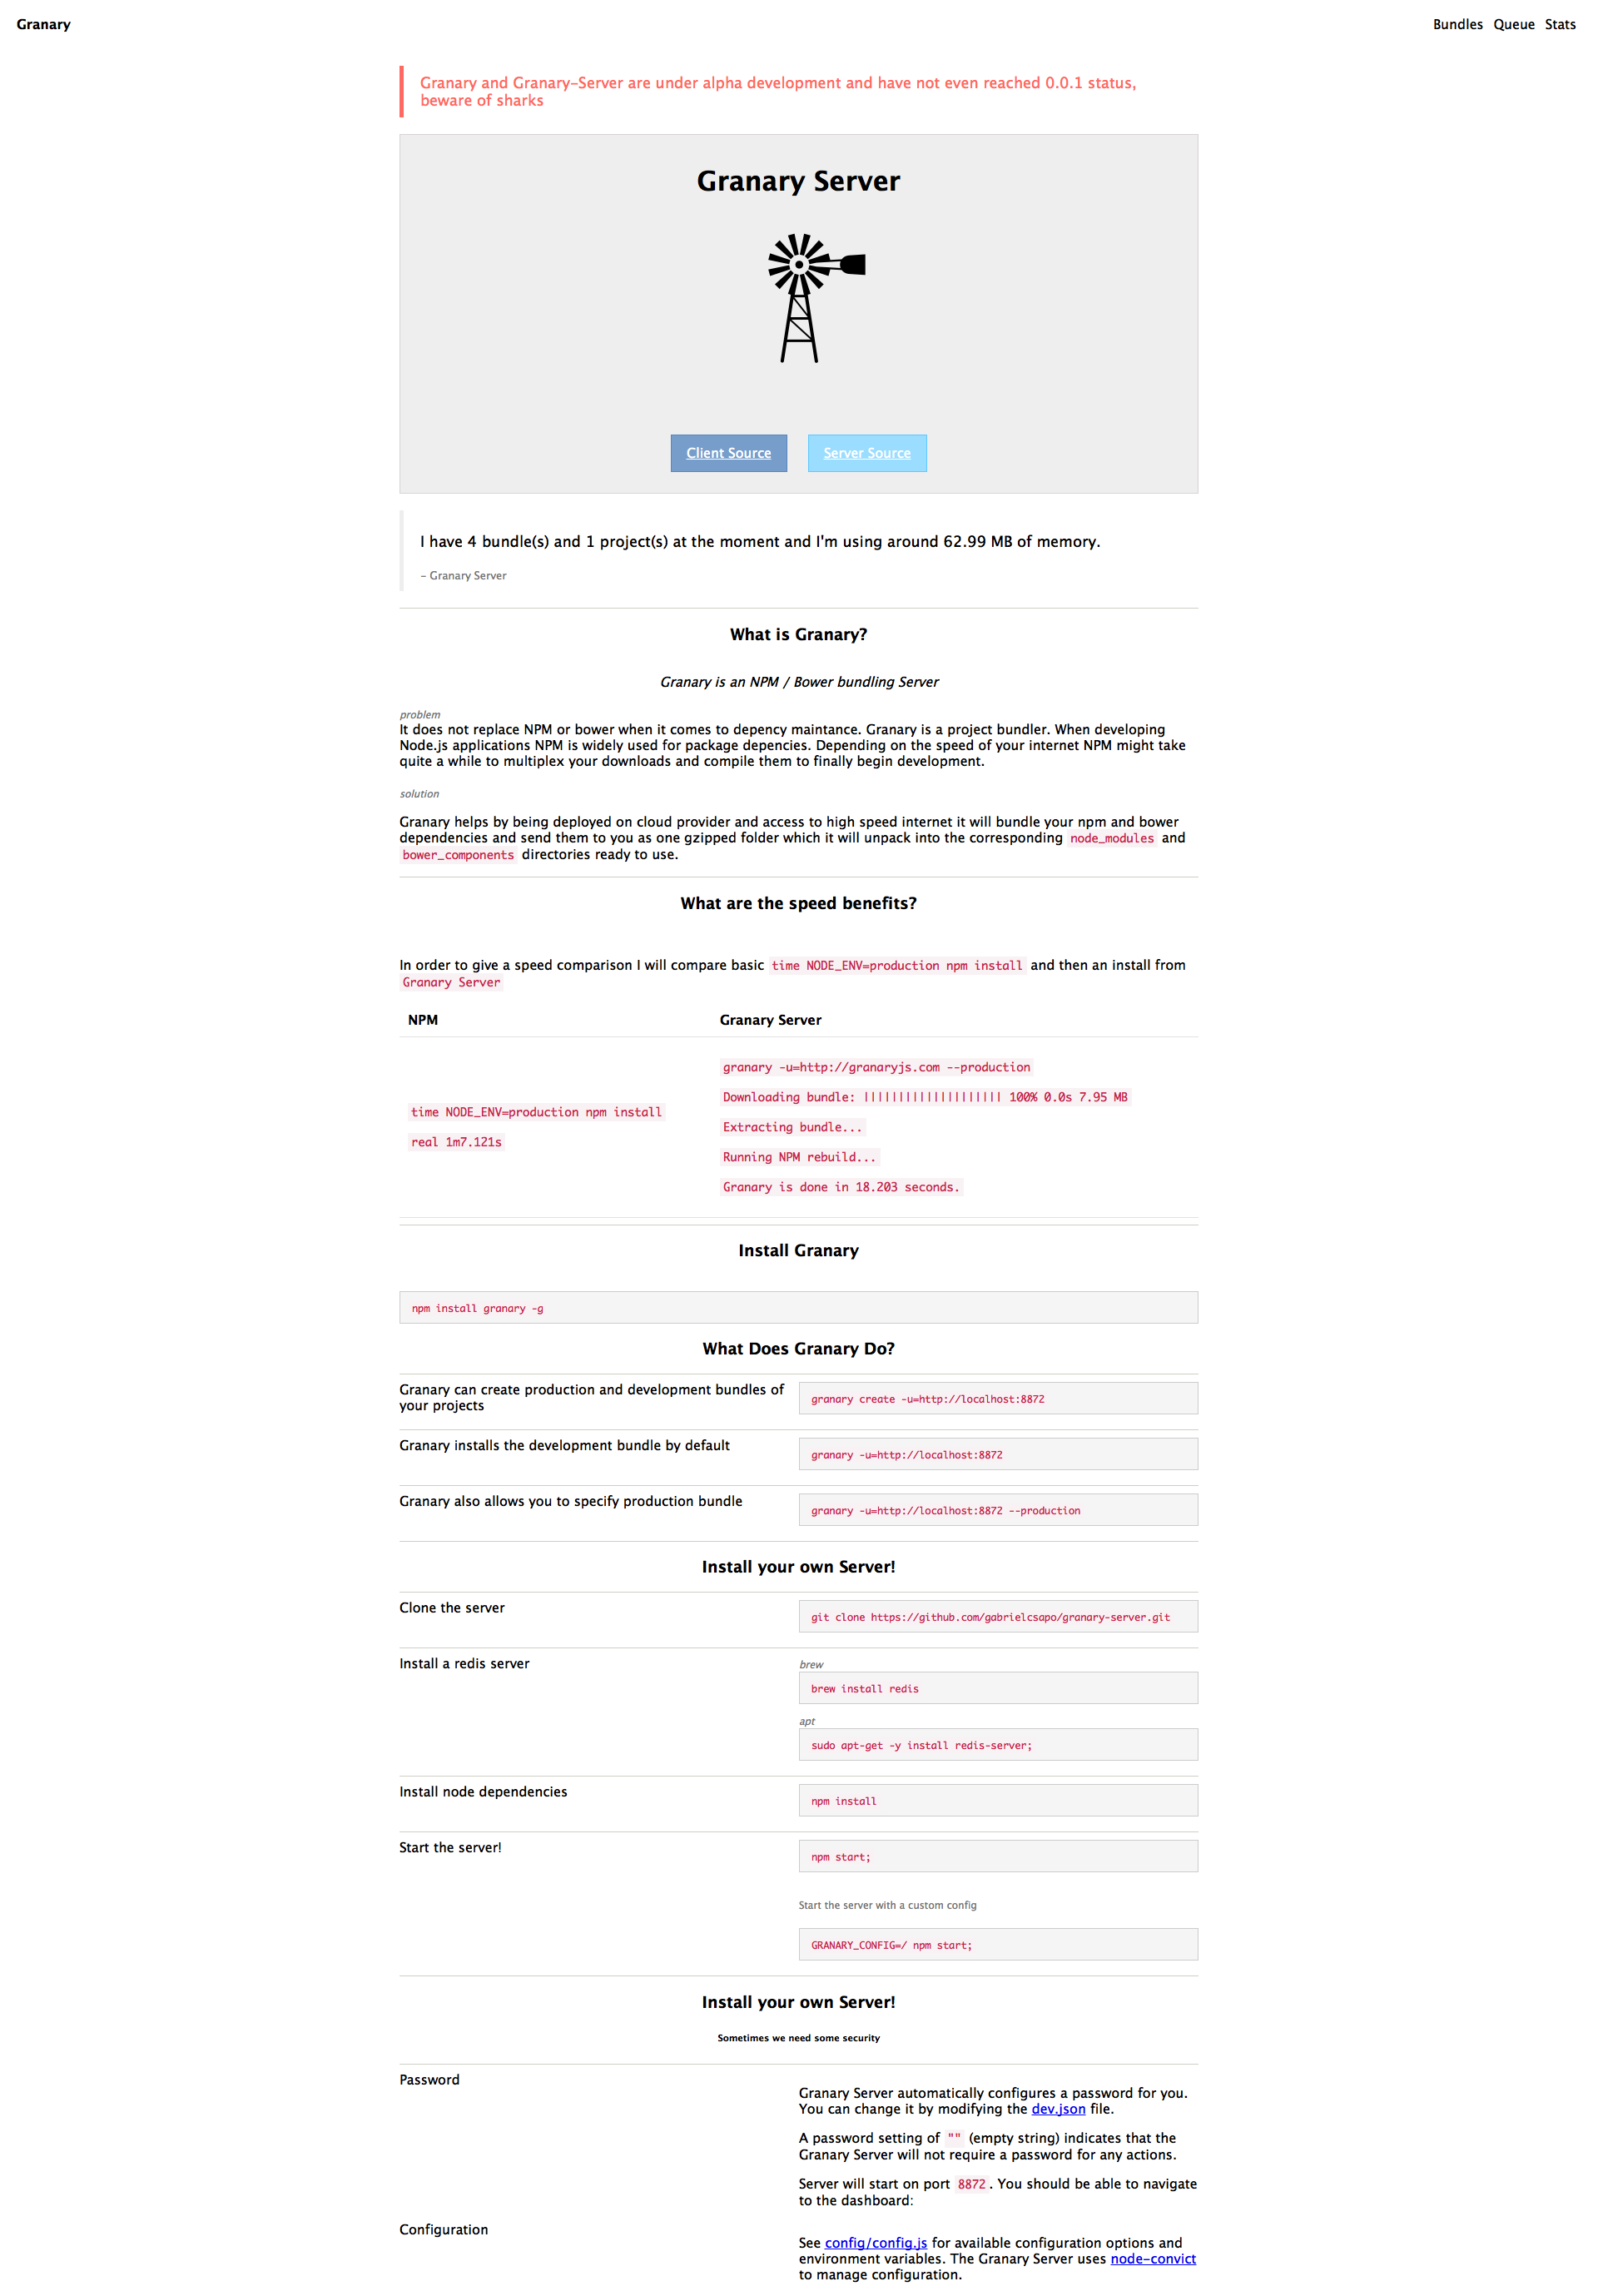 Granary
Bundles Queue Stats
Granary and Granary-Server are under alpha development and have not even reached 0.0.1 status,
beware of sharks
Granary Server
Client Source
Server Source
I have 4 bundle(s) and 1 project(s) at the moment and I'm using around 62.99 MB of memory.
– Granary Server
What is Granary?
Granary is an NPM / Bower bundling Server
problem
It does not replace NPM or bower when it comes to depency maintance. Granary is a project bundler. When developing
Node.js applications NPM is widely used for package depencies. Depending on the speed of your internet NPM might take
quite a while to multiplex your downloads and compile them to finally begin development.
solution
Granary helps by being deployed on cloud provider and access to high speed internet it will bundle your npm and bower
dependencies and send them to you as one gzipped folder which it will unpack into the corresponding node_modules and
bower_components directories ready to use.
What are the speed benefits?
In order to give a speed comparison I will compare basic time NODE_ENV=production npm install and then an install from
Granary Server
NPM
Granary Server
time NODE_ENV=production npm install
real 1m7.121s
granary -u=http://granaryjs.com --production
Downloading bundle: |||||||||||||||||||| 100% 0.0s 7.95 MB
Extracting bundle...
Running NPM rebuild...
Granary is done in 18.203 seconds.
Install Granary
npm install granary -g
What Does Granary Do?
Granary can create production and development bundles of
your projects
granary create -u=http://localhost:8872
Granary installs the development bundle by default
granary -u=http://localhost:8872
Granary also allows you to specify production bundle
granary -u=http://localhost:8872 --production
Install your own Server!
Clone the server
git clone https://github.com/gabrielcsapo/granary-server.git
Install a redis server
brew
brew install redis
apt
sudo apt-get -y install redis-server;
Install node dependencies
npm install
Start the server!
npm start;
Start the server with a custom config
GRANARY_CONFIG=/ npm start;
Install your own Server!
Sometimes we need some security
Password
Granary Server automatically configures a password for you.
You can change it by modifying the dev.json file.
A password setting of "" (empty string) indicates that the
Granary Server will not require a password for any actions.
Server will start on port 8872. You should be able to navigate
to the dashboard:
Configuration
See config/config.js for available configuration options and
environment variables. The Granary Server uses node-convict
to manage configuration.